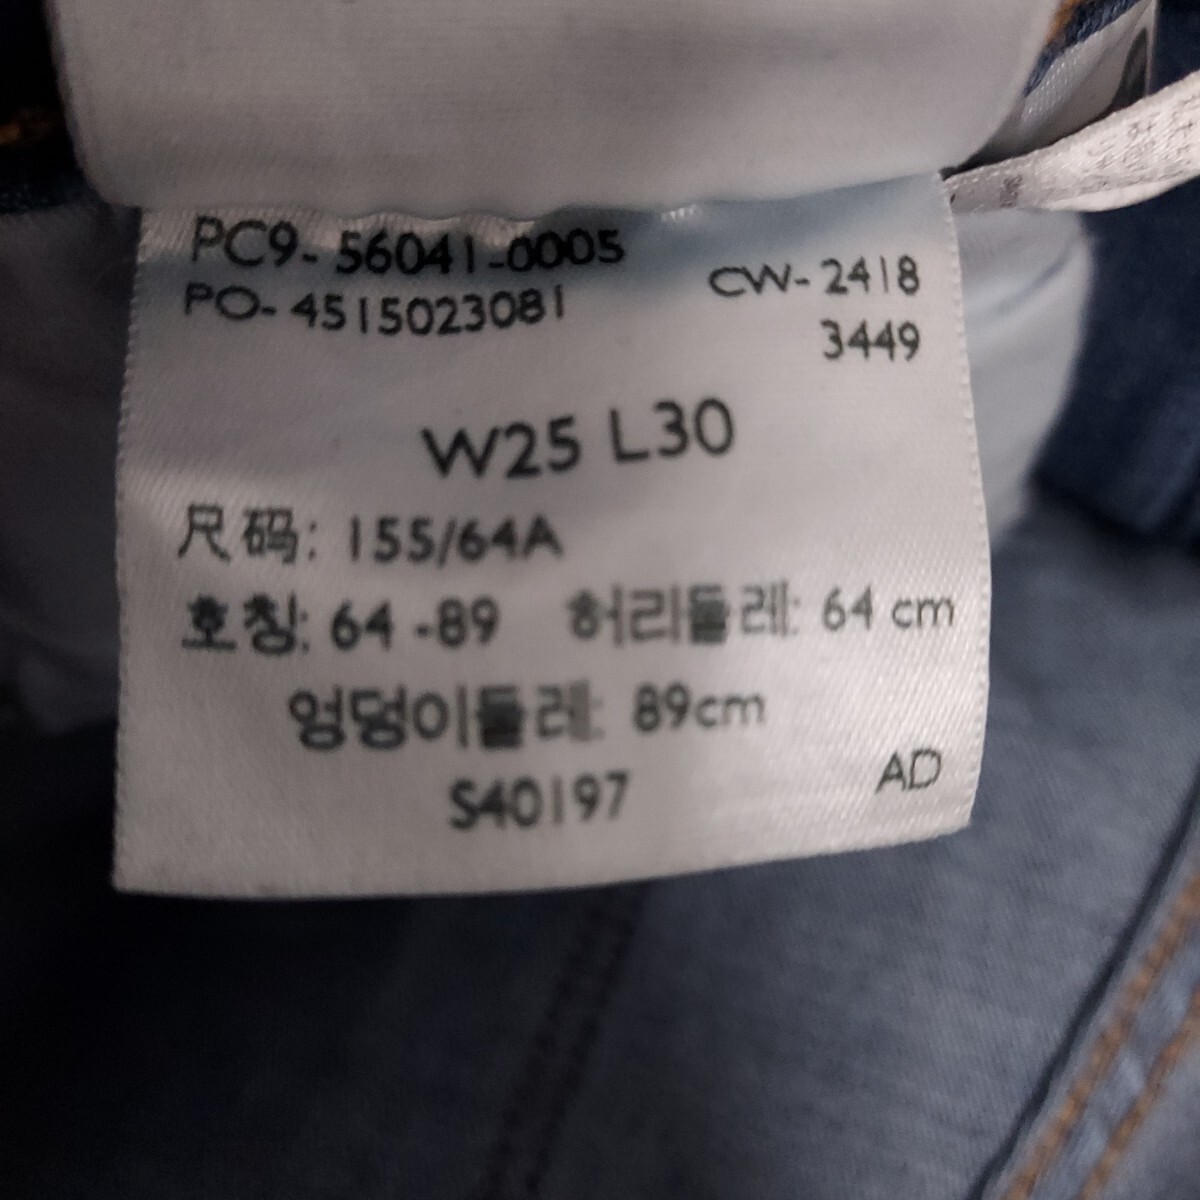 PC9-56041-0005
PO-4515023081
CW-2418
3449
W25 L30
尺码: 155/64A
호칭: 64-89 허리둘레: 64 cm
엉덩이둘레: 89cm
S40197
AD